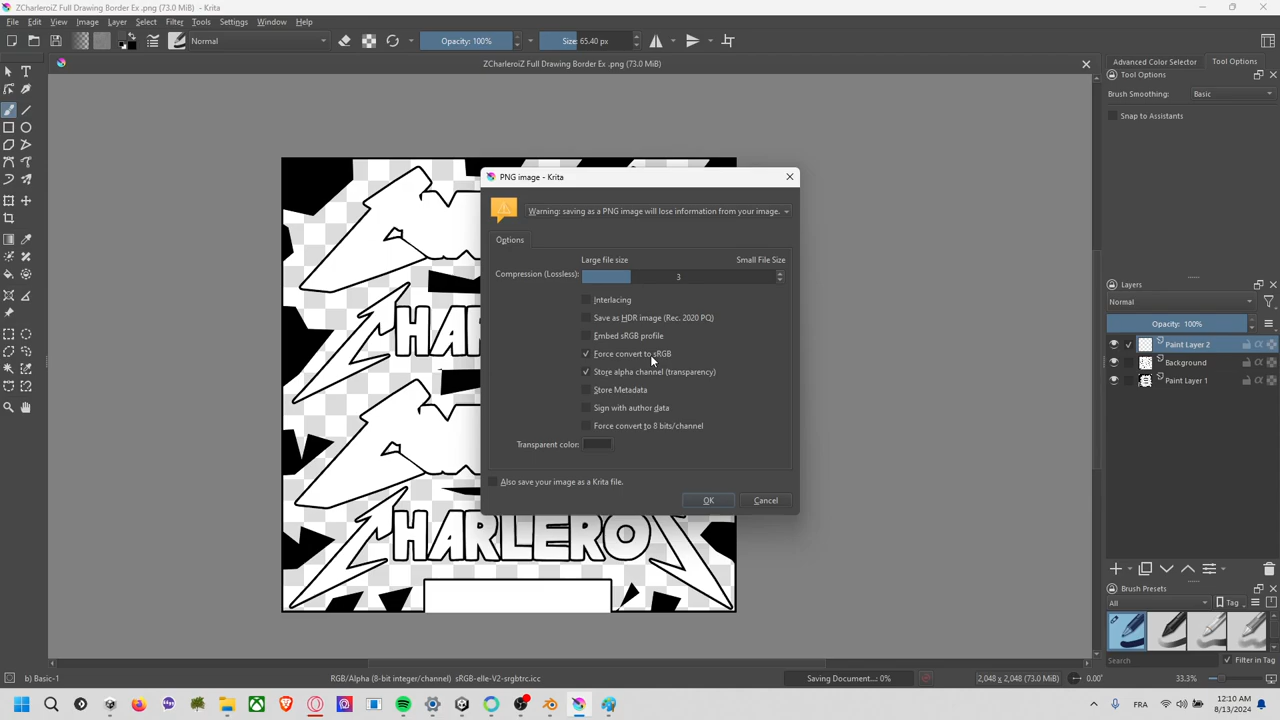 ZCharleroiZ Full Drawing Border Ex .png (73.0 MiB) - Krita
File Edit View Image Layer Select Filter Tools Settings Window Help
Normal Opacity: 100% Size: 65.40 px
ZCharleroiZ Full Drawing Border Ex .png (73.0 MiB)
Advanced Color Selector Tool Options
Tool Options
Brush Smoothing: Basic
Snap to Assistants
PNG image - Krita
Warning: saving as a PNG image will lose information from your image.
Options
Large file size Small File Size
Compression (Lossless): 3
Interlacing
Save as HDR image (Rec. 2020 PQ)
Embed sRGB profile
Force convert to sRGB
Store alpha channel (transparency)
Store Metadata
Sign with author data
Force convert to 8 bits/channel
Transparent color:
Also save your image as a Krita file.
OK Cancel
CHARLEROIZ
Layers
Normal
Opacity: 100%
Paint Layer 2
Background
Paint Layer 1
Brush Presets
All Tag
Search Filter in Tag
b) Basic-1 RGB/Alpha (8-bit integer/channel) sRGB-elle-V2-srgbtrc.icc Saving Document...: 0% 2,048 x 2,048 (73.0 MiB) 0.00° 33.3%
FRA 12:10 AM
8/13/2024